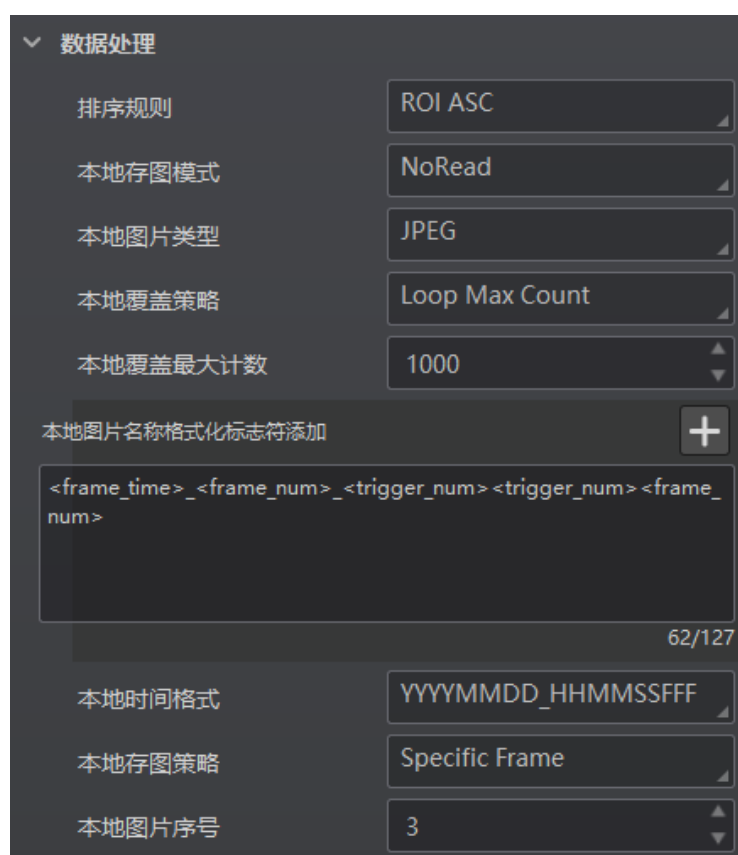 数据处理
排序规则 ROI ASC
本地存图模式 NoRead
本地图片类型 JPEG
本地覆盖策略 Loop Max Count
本地覆盖最大计数 1000
本地图片名称格式化标志符添加
<frame_time>_<frame_num>_<trigger_num><trigger_num><frame_
num>
62/127
本地时间格式 YYYYMMDD_HHMMSSFFF
本地存图策略 Specific Frame
本地图片序号 3